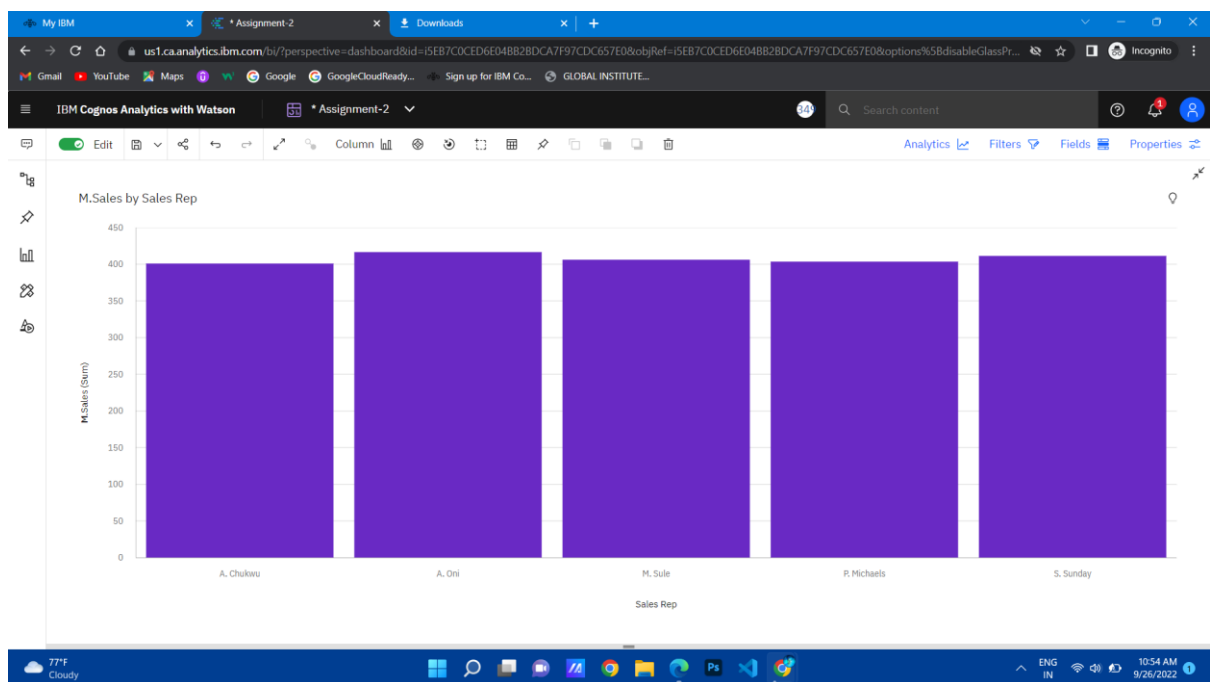 My IBM
* Assignment-2
Downloads
us1.ca.analytics.ibm.com/bi/?perspective=dashboard&id=i5EB7C0CED6E04BB2BDCA7F97CDC657E0&objRef=i5EB7C0CED6E04BB2BDCA7F97CDC657E0&options%5BdisableGlassPr...
Incognito
Gmail YouTube Maps Google GoogleCloudReady... Sign up for IBM Co... GLOBAL INSTITUTE...
IBM Cognos Analytics with Watson
* Assignment-2
Search content
1
Edit
Column
Analytics Filters Fields Properties
M.Sales by Sales Rep
M.Sales (Sum)
450
400
350
300
250
200
150
100
50
0
A. Chukwu A. Oni M. Sule P. Michaels S. Sunday
Sales Rep
77°F
Cloudy
Ps
ENG
IN
10:54 AM
9/26/2022
1